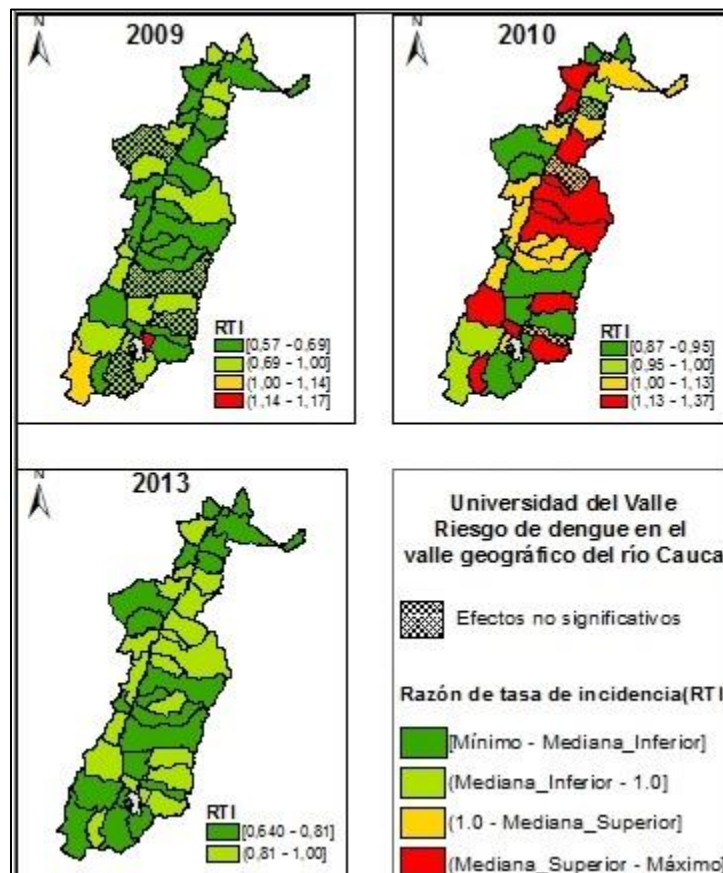 2009
N
RTI
[0,57 - 0,69]
(0,69 - 1,00]
(1,00 - 1,14]
(1,14 - 1,17]
2010
N
RTI
[0,87 - 0,95]
(0,95 - 1,00]
(1,00 - 1,13]
(1,13 - 1,37]
2013
N
RTI
[0,640 - 0,81]
(0,81 - 1,00]
Universidad del Valle
Riesgo de dengue en el
valle geográfico del río Cauca
Efectos no significativos
Razón de tasa de incidencia(RTI
[Mínimo - Mediana_Inferior]
(Mediana_Inferior - 1.0]
(1.0 - Mediana_Superior]
(Mediana_Superior - Máximo]